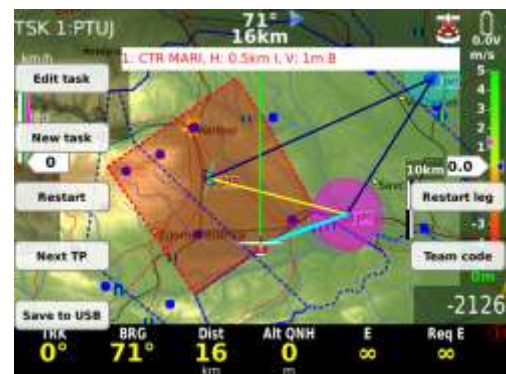 TSK 1:PTUJ
71°
16km
0.0V
km/h
m/s
1: CTR MARI, H: 0.5km I, V: 1m B
Edit task
5
4
3
2
1
New task
0
10km
0.0
Restart
Restart leg
-3
Next TP
Team code
0m
Save to USB
-2126
TRK
BRG
Dist
Alt QNH
E
Req E
0°
71°
16
0
∞
∞
km
m